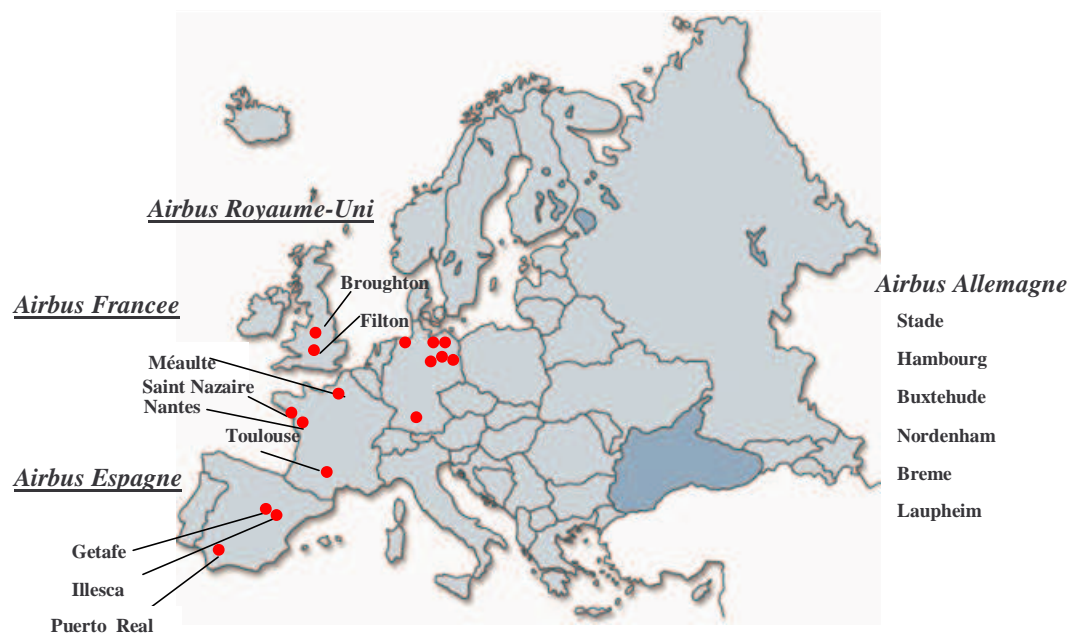 Airbus Royaume-Uni
Broughton
Filton
Airbus Francee
Méaulte
Saint Nazaire
Nantes
Toulouse
Airbus Espagne
Getafe
Illesca
Puerto Real
Airbus Allemagne
Stade
Hambourg
Buxtehude
Nordenham
Breme
Laupheim